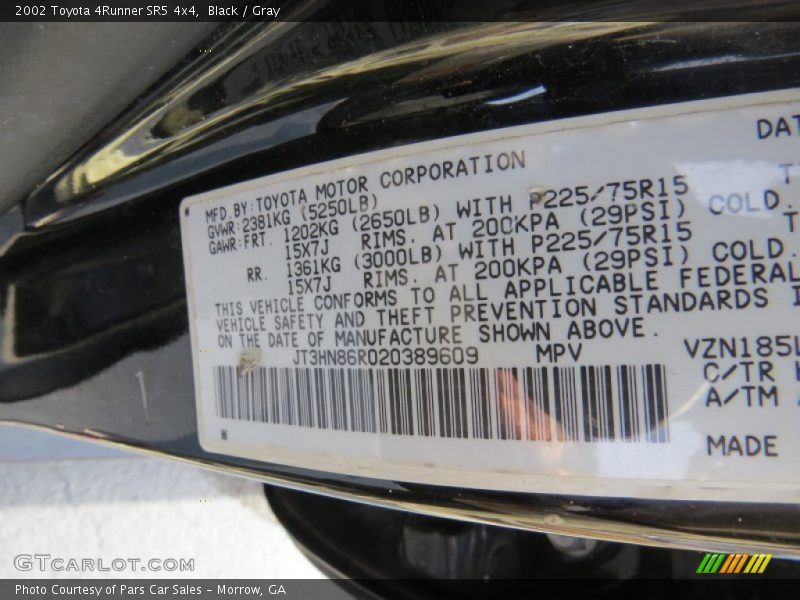 2002 Toyota 4Runner SR5 4x4, Black / Gray
DAT
MFD.BY:TOYOTA MOTOR CORPORATION
GVWR:2381KG (5250LB)
GAWR:FRT. 1202KG (2650LB) WITH P225/75R15 T
15X7J RIMS. AT 200KPA (29PSI) COLD.
RR. 1361KG (3000LB) WITH P225/75R15 T
15X7J RIMS. AT 200KPA (29PSI) COLD.
THIS VEHICLE CONFORMS TO ALL APPLICABLE FEDERAL
VEHICLE SAFETY AND THEFT PREVENTION STANDARDS I
ON THE DATE OF MANUFACTURE SHOWN ABOVE.
JT3HN86R020389609 MPV VZN185L
C/TR
A/TM
MADE
GTCARLOT.COM
Photo Courtesy of Pars Car Sales - Morrow, GA